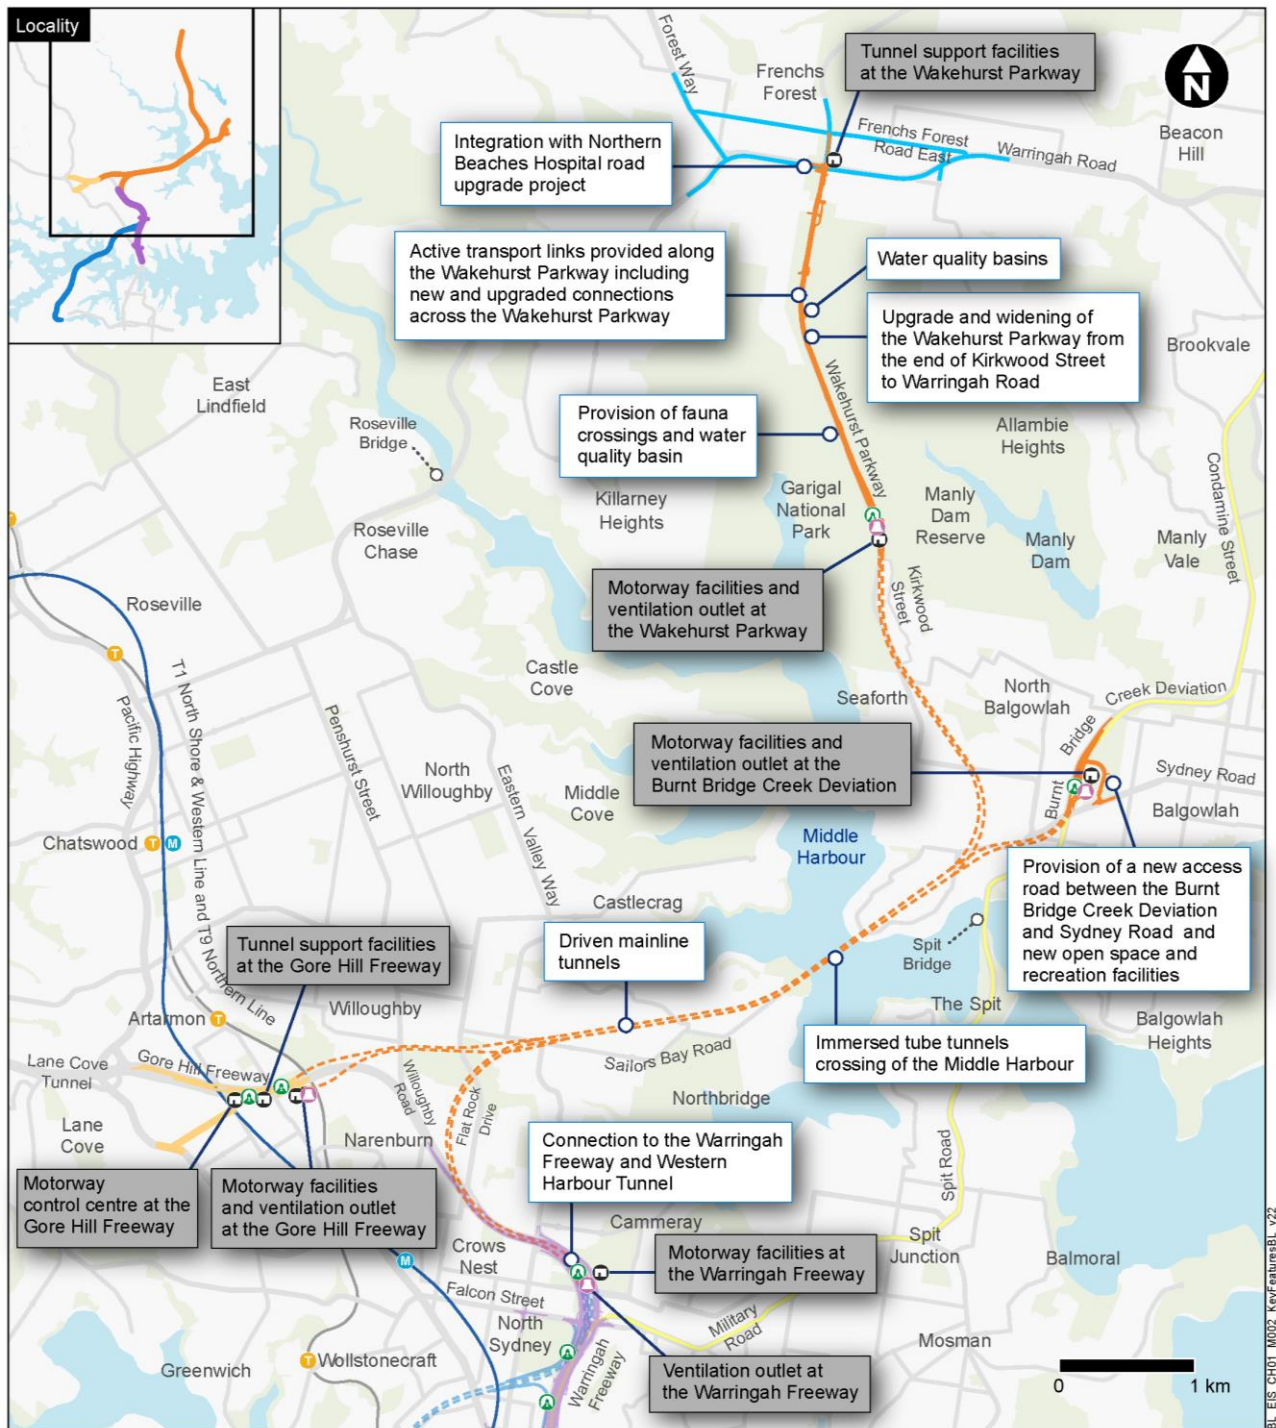 Locality
Forest Way
Frenchs
Forest
Tunnel support facilities
at the Wakehurst Parkway
N
Beacon
Hill
Frenchs Forest
Road East
Warringah Road
Integration with Northern
Beaches Hospital road
upgrade project
Active transport links provided along
the Wakehurst Parkway including
new and upgraded connections
across the Wakehurst Parkway
Water quality basins
Upgrade and widening of
the Wakehurst Parkway from
the end of Kirkwood Street
to Warringah Road
Brookvale
East
Lindfield
Roseville
Bridge
Provision of fauna
crossings and water
quality basin
Wakehurst Parkway
Allambie
Heights
Condamine Street
Killarney
Heights
Garigal
National
Park
Manly
Dam
Reserve
Manly
Dam
Manly
Vale
Roseville
Chase
Roseville
Motorway facilities and
ventilation outlet at
the Wakehurst Parkway
Kirkwood
Street
T
Pacific Highway
T1 North Shore & Western Line and T9 Northern Line
Penshurst Street
Castle
Cove
Seaforth
North
Balgowlah
Burnt
Bridge
Creek Deviation
Motorway facilities and
ventilation outlet at the
Burnt Bridge Creek Deviation
Sydney Road
Balgowlah
North
Willoughby
Eastern Valley Way
Middle
Cove
Middle
Harbour
Chatswood
T
M
Provision of a new access
road between the Burnt
Bridge Creek Deviation
and Sydney Road and
new open space and
recreation facilities
Castlecrag
Tunnel support facilities
at the Gore Hill Freeway
Driven mainline
tunnels
Spit
Bridge
The Spit
Willoughby
Artarmon
T
Balgowlah
Heights
Immersed tube tunnels
crossing of the Middle Harbour
Sailors Bay Road
Lane Cove
Tunnel
Gore Hill Freeway
Willoughby
Road
Flat Rock
Drive
Northbridge
Lane
Cove
Narenburn
Connection to the Warringah
Freeway and Western
Harbour Tunnel
Spit Road
Motorway
control centre at the
Gore Hill Freeway
Motorway facilities
and ventilation outlet
at the Gore Hill Freeway
Cammeray
Spit
Junction
Balmoral
M
Crows
Nest
Motorway facilities at
the Warringah Freeway
Falcon Street
North
Sydney
Military
Road
Mosman
Greenwich
T
Wollstonecraft
Warringah
Freeway
Ventilation outlet at
the Warringah Freeway
0
1 km
BL_EIS_CH01_M002_KeyFeaturesBL_v22